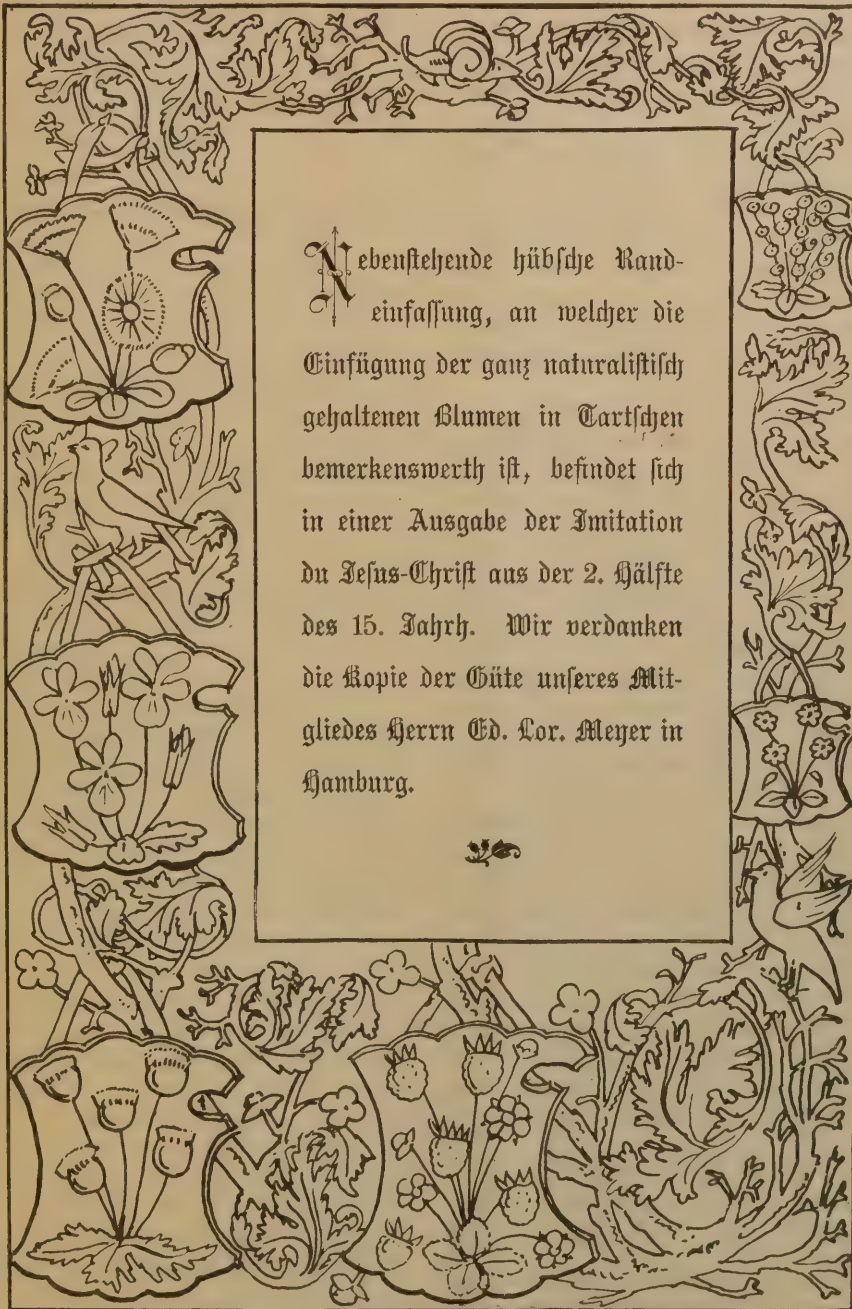 Nebenstehende hübsche Rand-
einfassung, an welcher die
Einfügung der ganz naturalistisch
gehaltenen Blumen in Tartschen
bemerkenswerth ist, befindet sich
in einer Ausgabe der Imitation
du Jesus-Christ aus der 2. Hälfte
des 15. Jahrh. Wir verdanken
die Kopie der Güte unseres Mit-
gliedes Herrn Ed. Lor. Meyer in
Hamburg.